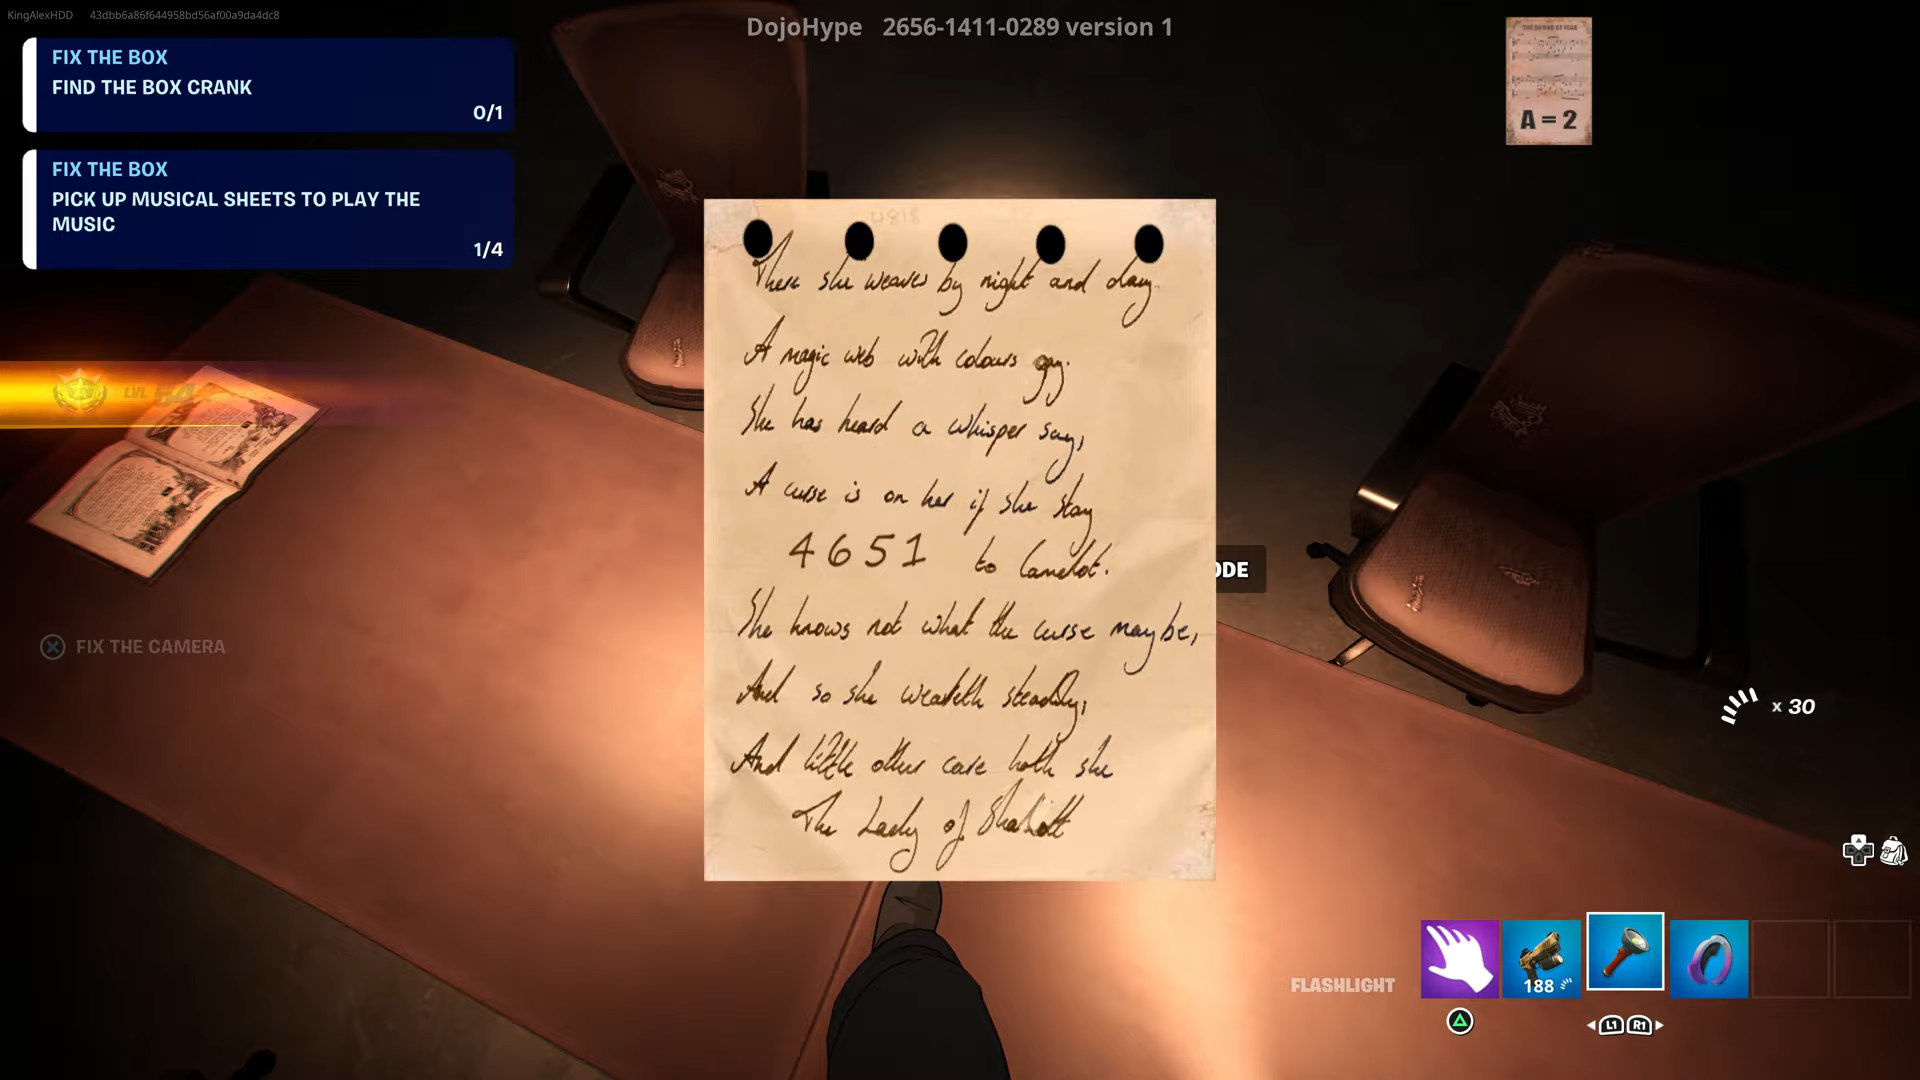 KingAlexHDD 43dbb6a86f644958bd56af00a9da4dc8
DojoHype 2656-1411-0289 version 1
FIX THE BOX
FIND THE BOX CRANK
0/1
FIX THE BOX
PICK UP MUSICAL SHEETS TO PLAY THE
MUSIC
1/4
A = 2
LVL
There she weaves by night and day
A magic web with colours gay.
She has heard a whisper say,
A curse is on her if she stay
4651 to Camelot.
She knows not what the curse may be,
And so she weaveth steadily,
And little other care hath she
The Lady of Shalott
ODE
FIX THE CAMERA
x 30
188
FLASHLIGHT
L1 R1